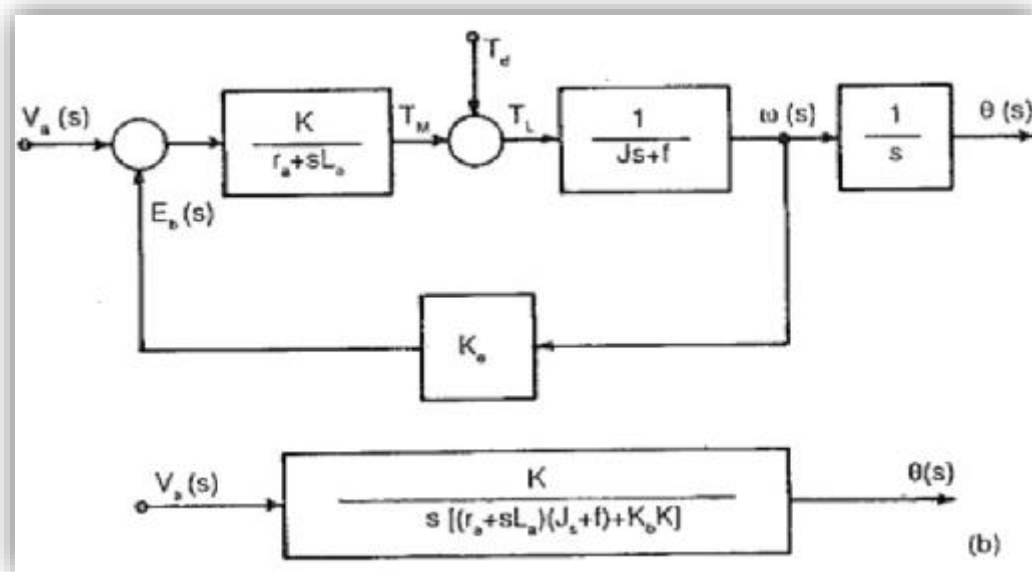 T_d
V_a (s)
K
r_a+sL_a
T_M
T_L
1
Js+f
ω(s)
1
s
θ (s)
E_b (s)
K_e
V_a (s)
K
s [(r_a+sL_a)(J_s+f)+K_bK]
θ(s)
(b)